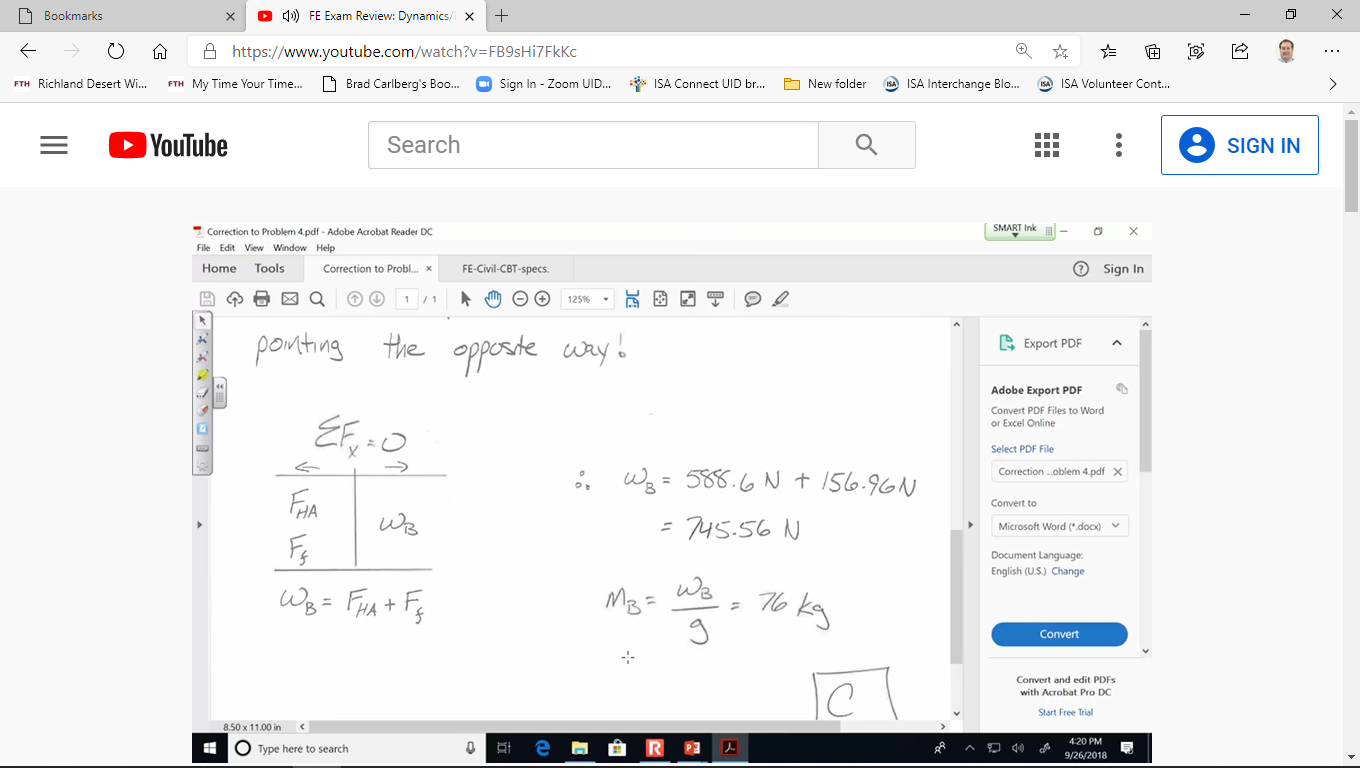 Bookmarks
FE Exam Review: Dynamics/
https://www.youtube.com/watch?v=FB9sHi7FkKc
FTH Richland Desert Wi...
FTH My Time Your Time...
Brad Carlberg's Boo...
Sign In - Zoom UID...
ISA Connect UID br...
New folder
ISA Interchange Blo...
ISA Volunteer Cont...
YouTube
Search
SIGN IN
Correction to Problem 4.pdf - Adobe Acrobat Reader DC
SMART Ink
File Edit View Window Help
Home Tools Correction to Probl... × FE-Civil-CBT-specs.
Sign In
1 / 1
125%
pointing the opposite way!
ΣFx = 0
← →
FHA
Ff
WB
WB = FHA + Ff
∴ WB = 588.6 N + 156.96 N
= 745.56 N
MB = WB/g = 76 kg
C
Export PDF
Adobe Export PDF
Convert PDF Files to Word
or Excel Online
Select PDF File
Correction ...oblem 4.pdf ×
Convert to
Microsoft Word (*.docx)
Document Language:
English (U.S.) Change
Convert
Convert and edit PDFs
with Acrobat Pro DC
Start Free Trial
8.50 x 11.00 in
Type here to search
4:20 PM
9/26/2018